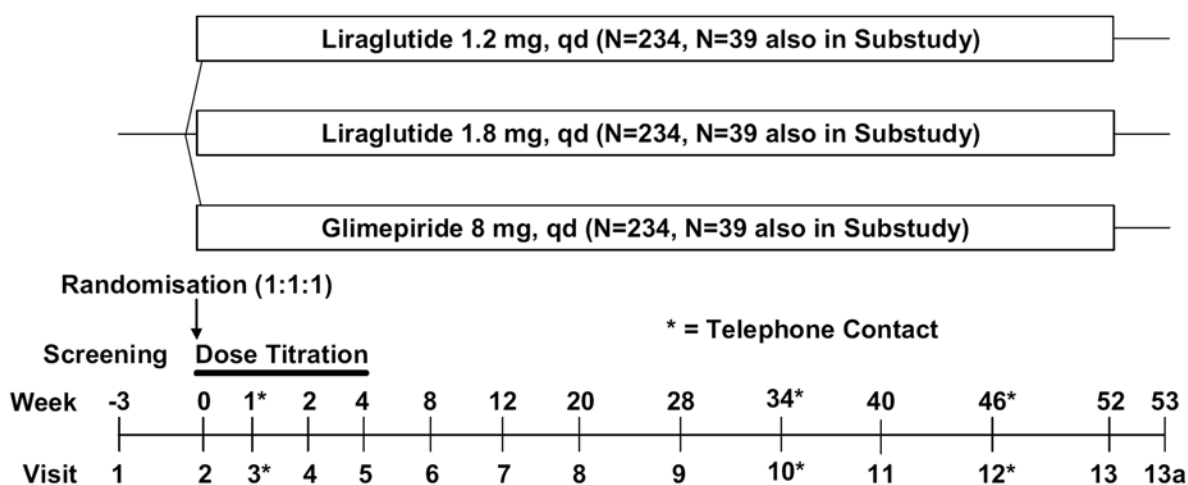 Liraglutide 1.2 mg, qd (N=234, N=39 also in Substudy)
Liraglutide 1.8 mg, qd (N=234, N=39 also in Substudy)
Glimepiride 8 mg, qd (N=234, N=39 also in Substudy)
Randomisation (1:1:1)
* = Telephone Contact
Screening Dose Titration
Week -3 0 1* 2 4 8 12 20 28 34* 40 46* 52 53
Visit 1 2 3* 4 5 6 7 8 9 10* 11 12* 13 13a